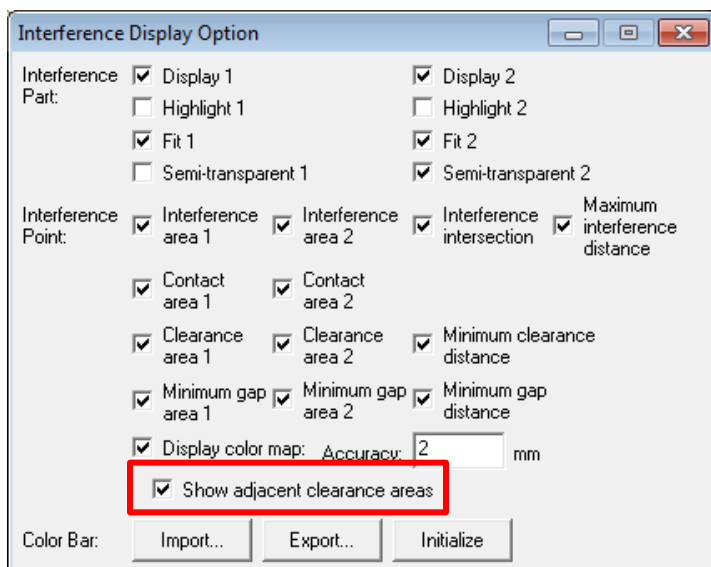 Interference Display Option
Interference Part:
Display 1
Display 2
Highlight 1
Highlight 2
Fit 1
Fit 2
Semi-transparent 1
Semi-transparent 2
Interference Point:
Interference area 1
Interference area 2
Interference intersection
Maximum interference distance
Contact area 1
Contact area 2
Clearance area 1
Clearance area 2
Minimum clearance distance
Minimum gap area 1
Minimum gap area 2
Minimum gap distance
Display color map: Accuracy: 2 mm
Show adjacent clearance areas
Color Bar: Import... Export... Initialize